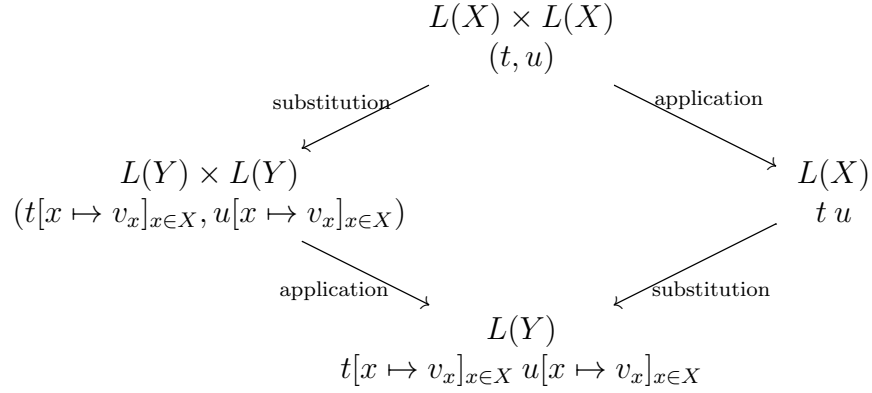 L(X) × L(X)
(t, u)
substitution
application
L(Y) × L(Y)
(t[x ↦ v_x]_{x∈X}, u[x ↦ v_x]_{x∈X})
L(X)
t u
application
substitution
L(Y)
t[x ↦ v_x]_{x∈X} u[x ↦ v_x]_{x∈X}